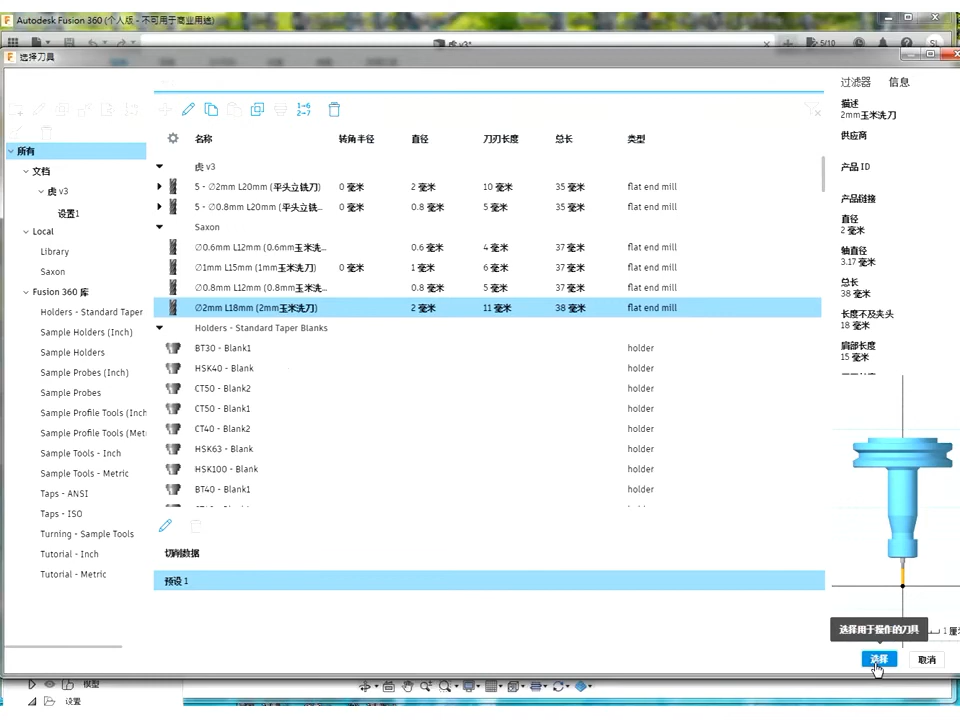 Autodesk Fusion 360 (个人版 - 不可用于商业用途)
虎 v3*
5/10
SL
选择刀具
过滤器 信息
描述
2mm玉米洗刀
供应商
产品 ID
产品链接
直径
2 毫米
轴直径
3.17 毫米
总长
38 毫米
长度不及夹头
18 毫米
肩部长度
15 毫米
所有
文档
虎 v3
设置1
Local
Library
Saxon
Fusion 360 库
Holders - Standard Taper
Sample Holders (Inch)
Sample Holders
Sample Probes (Inch)
Sample Probes
Sample Profile Tools (Inch
Sample Profile Tools (Met
Sample Tools - Inch
Sample Tools - Metric
Taps - ANSI
Taps - ISO
Turning - Sample Tools
Tutorial - Inch
Tutorial - Metric
名称 转角半径 直径 刀刃长度 总长 类型
虎 v3
5 - ∅2mm L20mm (平头立铣刀) 0 毫米 2 毫米 10 毫米 35 毫米 flat end mill
5 - ∅0.8mm L20mm (平头立铣... 0 毫米 0.8 毫米 5 毫米 35 毫米 flat end mill
Saxon
∅0.6mm L12mm (0.6mm玉米洗... 0.6 毫米 4 毫米 37 毫米 flat end mill
∅1mm L15mm (1mm玉米洗刀) 0 毫米 1 毫米 6 毫米 37 毫米 flat end mill
∅0.8mm L12mm (0.8mm玉米洗... 0.8 毫米 5 毫米 37 毫米 flat end mill
∅2mm L18mm (2mm玉米洗刀) 2 毫米 11 毫米 38 毫米 flat end mill
Holders - Standard Taper Blanks
BT30 - Blank1 holder
HSK40 - Blank holder
CT50 - Blank2 holder
CT50 - Blank1 holder
CT40 - Blank2 holder
HSK63 - Blank holder
HSK100 - Blank holder
BT40 - Blank1 holder
切削数据
预设 1
选择用于操作的刀具
1 厘米
选择 取消
模型
设置